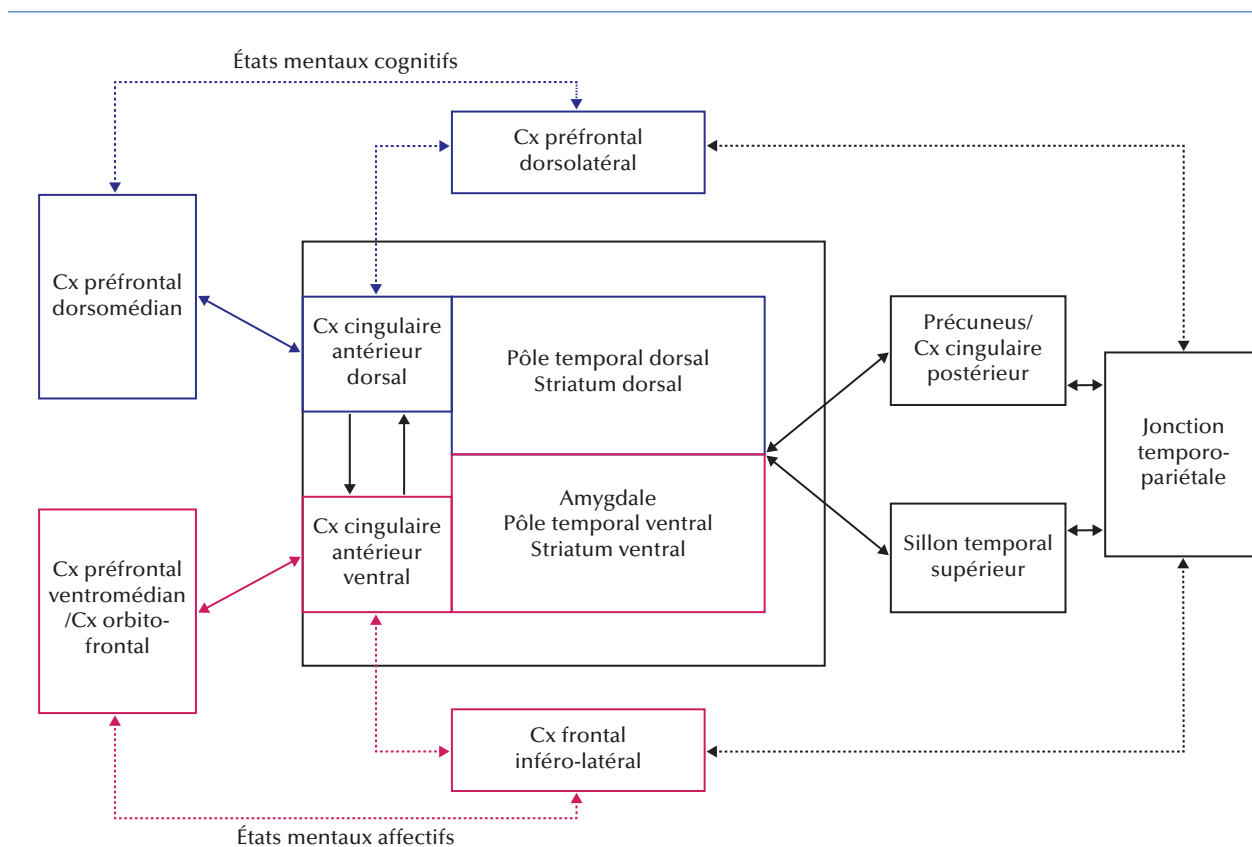 États mentaux cognitifs
Cx préfrontal
dorsolatéral
Cx préfrontal
dorsomédian
Cx cingulaire
antérieur
dorsal
Pôle temporal dorsal
Striatum dorsal
Précuneus/
Cx cingulaire
postérieur
Jonction
temporo-
pariétale
Amygdale
Pôle temporal ventral
Striatum ventral
Cx cingulaire
antérieur
ventral
Sillon temporal
supérieur
Cx préfrontal
ventromédian
/Cx orbito-
frontal
Cx frontal
inféro-latéral
États mentaux affectifs